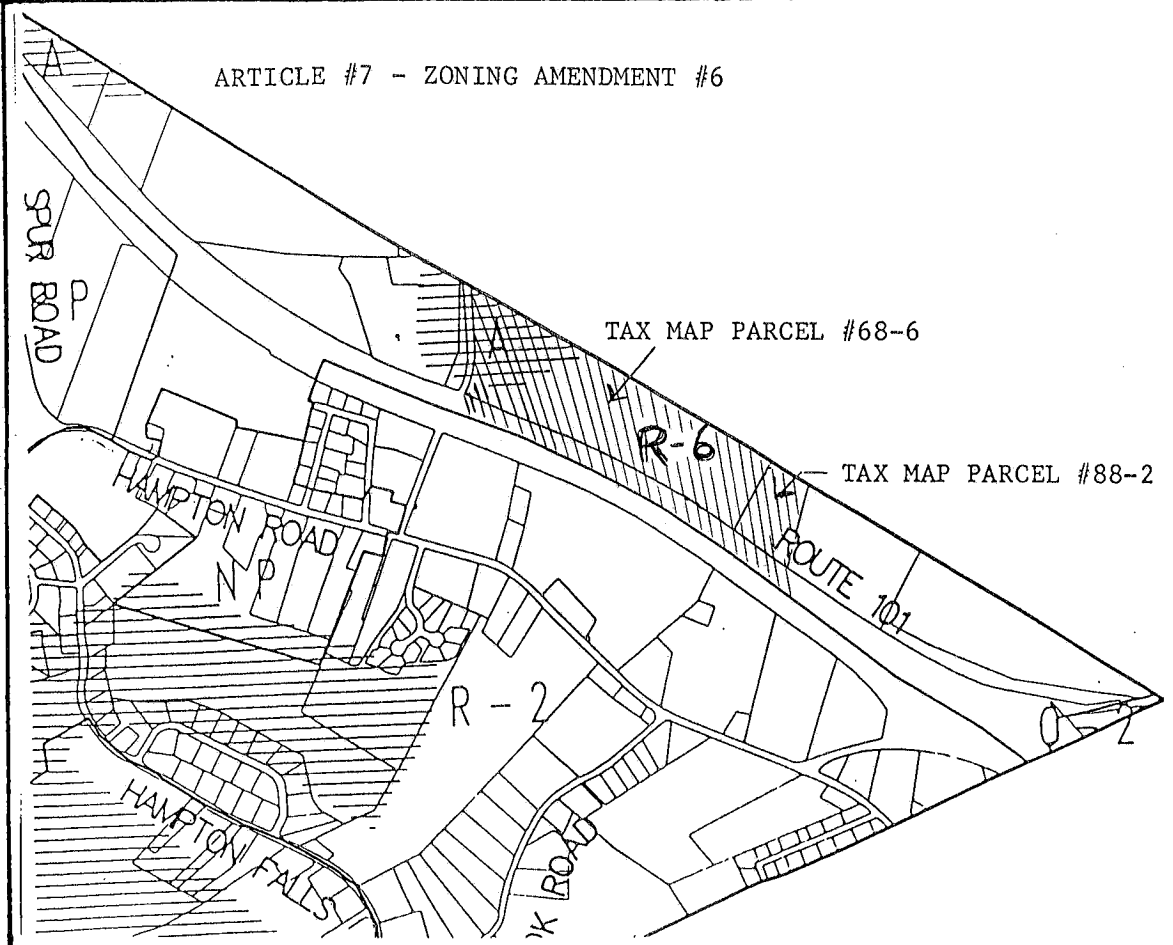 ARTICLE #7 - ZONING AMENDMENT #6
A
SPUR ROAD
P
TAX MAP PARCEL #68-6
A
R-6
TAX MAP PARCEL #88-2
HAMPTON ROAD
ROUTE 101
N P
R-2
HAMPTON FALLS
OK ROAD